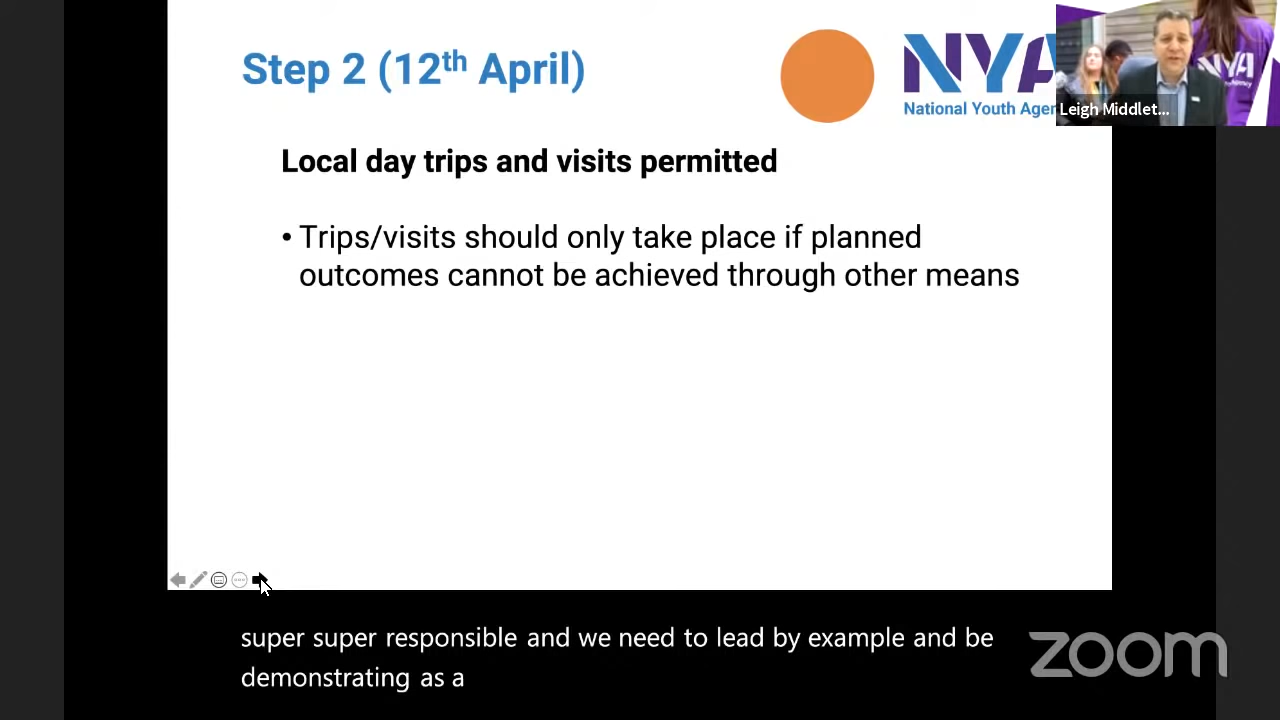 Step 2 (12th April)
NYA
National Youth Agen
NYA
Leigh Middlet...
Local day trips and visits permitted
• Trips/visits should only take place if planned
outcomes cannot be achieved through other means
super super responsible and we need to lead by example and be
demonstrating as a
zoom